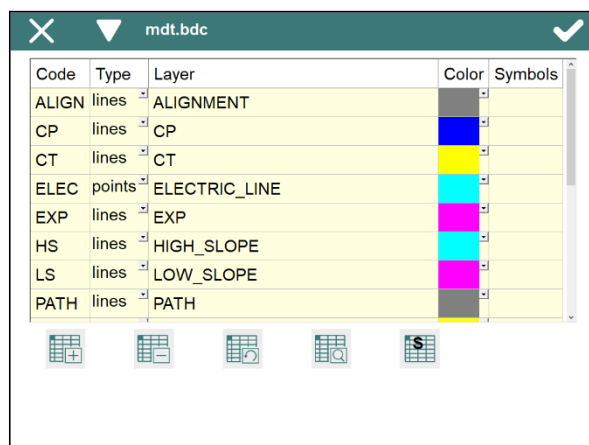 mdt.bdc
Code Type Layer Color Symbols
ALIGN lines ALIGNMENT
CP lines CP
CT lines CT
ELEC points ELECTRIC_LINE
EXP lines EXP
HS lines HIGH_SLOPE
LS lines LOW_SLOPE
PATH lines PATH
S